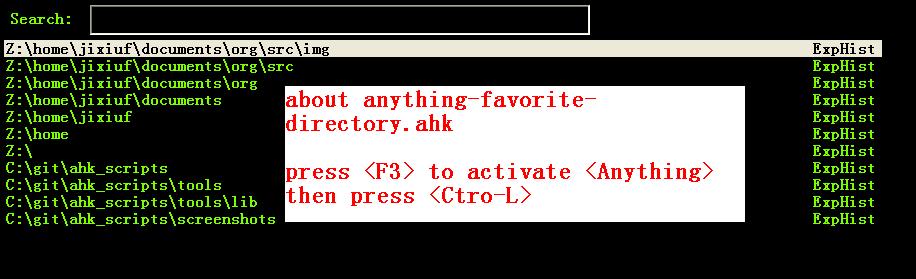 Search:
Z:\home\jixiuf\documents\org\src\img ExpHist
Z:\home\jixiuf\documents\org\src ExpHist
Z:\home\jixiuf\documents\org ExpHist
Z:\home\jixiuf\documents ExpHist
Z:\home\jixiuf ExpHist
Z:\home ExpHist
Z:\ ExpHist
C:\git\ahk_scripts ExpHist
C:\git\ahk_scripts\tools ExpHist
C:\git\ahk_scripts\tools\lib ExpHist
C:\git\ahk_scripts\screenshots ExpHist
about anything-favorite-
directory.ahk
press <F3> to activate <Anything>
then press <Ctro-L>